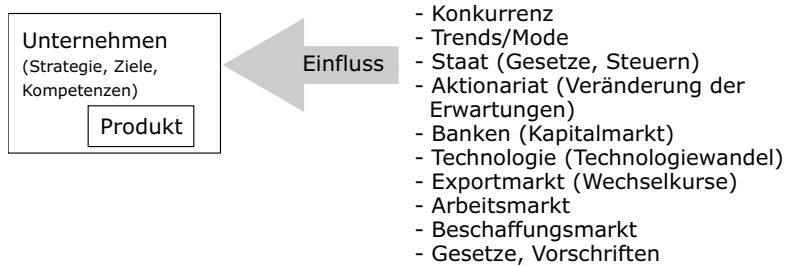 Unternehmen
(Strategie, Ziele,
Kompetenzen)
Produkt
Einfluss
- Konkurrenz
- Trends/Mode
- Staat (Gesetze, Steuern)
- Aktionariat (Veränderung der
Erwartungen)
- Banken (Kapitalmarkt)
- Technologie (Technologiewandel)
- Exportmarkt (Wechselkurse)
- Arbeitsmarkt
- Beschaffungsmarkt
- Gesetze, Vorschriften